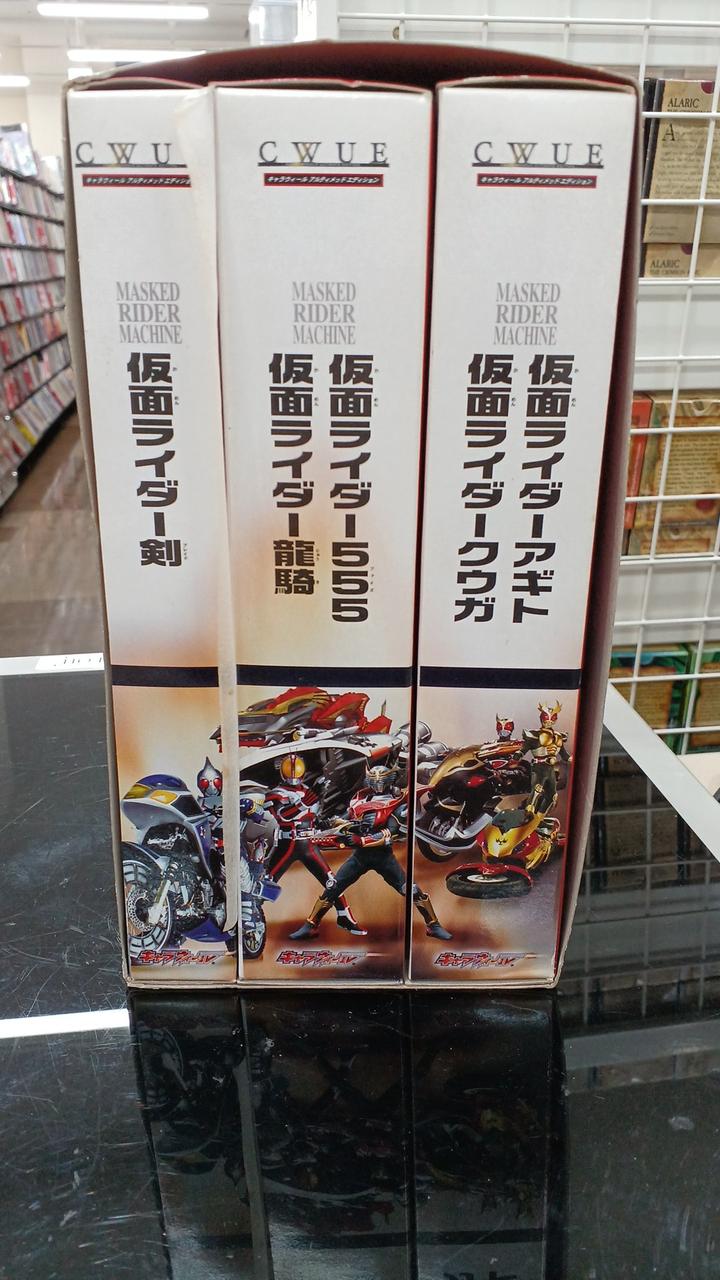 CWU
キャラウィール アルティメッドエディション
MASKED
RIDER
MACHINE
仮面ライダー剣
キャラウィール
CWUE
キャラウィール アルティメッド エディション
MASKED
RIDER
MACHINE
仮面ライダー555
仮面ライダー龍騎
キャラウィール
CWUE
キャラウィール アルティメッド エディション
MASKED
RIDER
MACHINE
仮面ライダーアギト
仮面ライダークウガ
キャラウィール
ALARIC
ALARIC